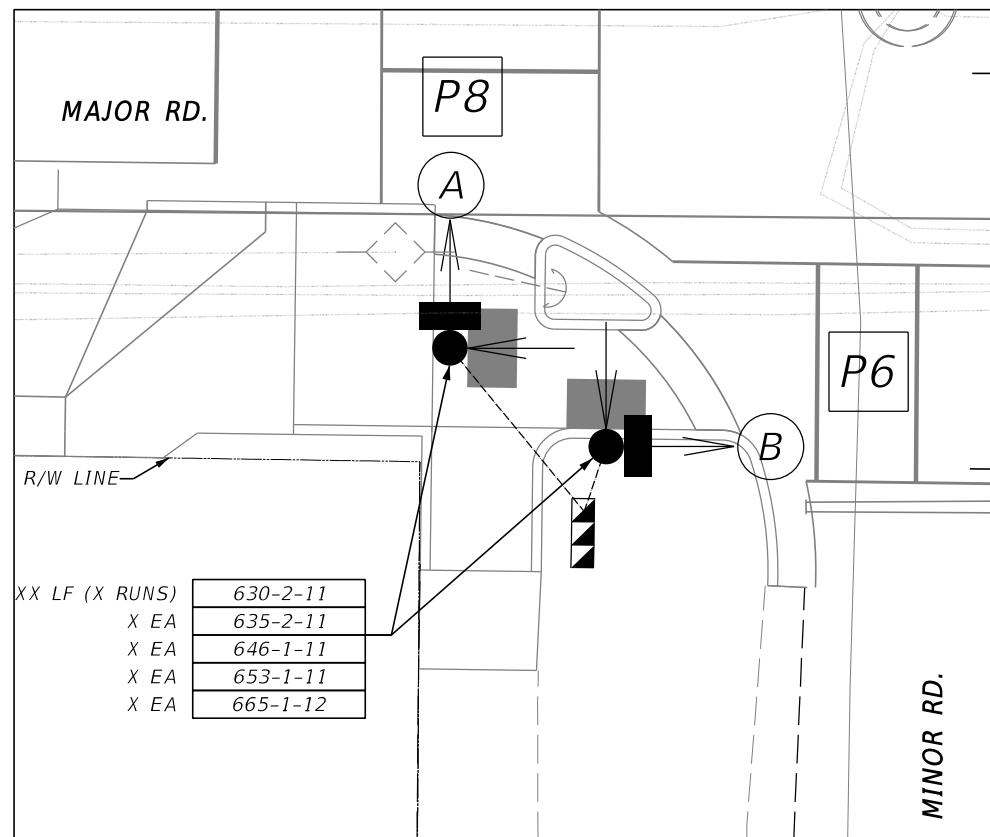 P8
MAJOR RD.
A
P6
B
R/W LINE
XX LF (X RUNS) 630-2-11
X EA 635-2-11
X EA 646-1-11
X EA 653-1-11
X EA 665-1-12
MINOR RD.